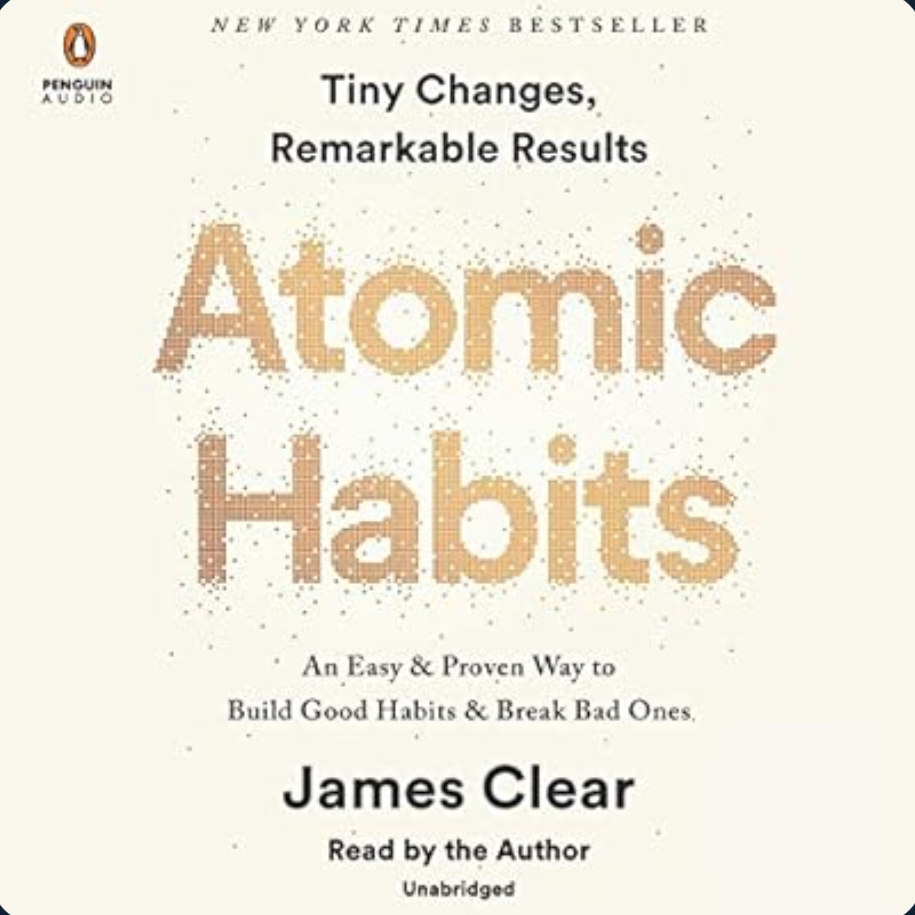 NEW YORK TIMES BESTSELLER
PENGUIN
AUDIO
Tiny Changes,
Remarkable Results
Atomic
Habits
An Easy & Proven Way to
Build Good Habits & Break Bad Ones
James Clear
Read by the Author
Unabridged